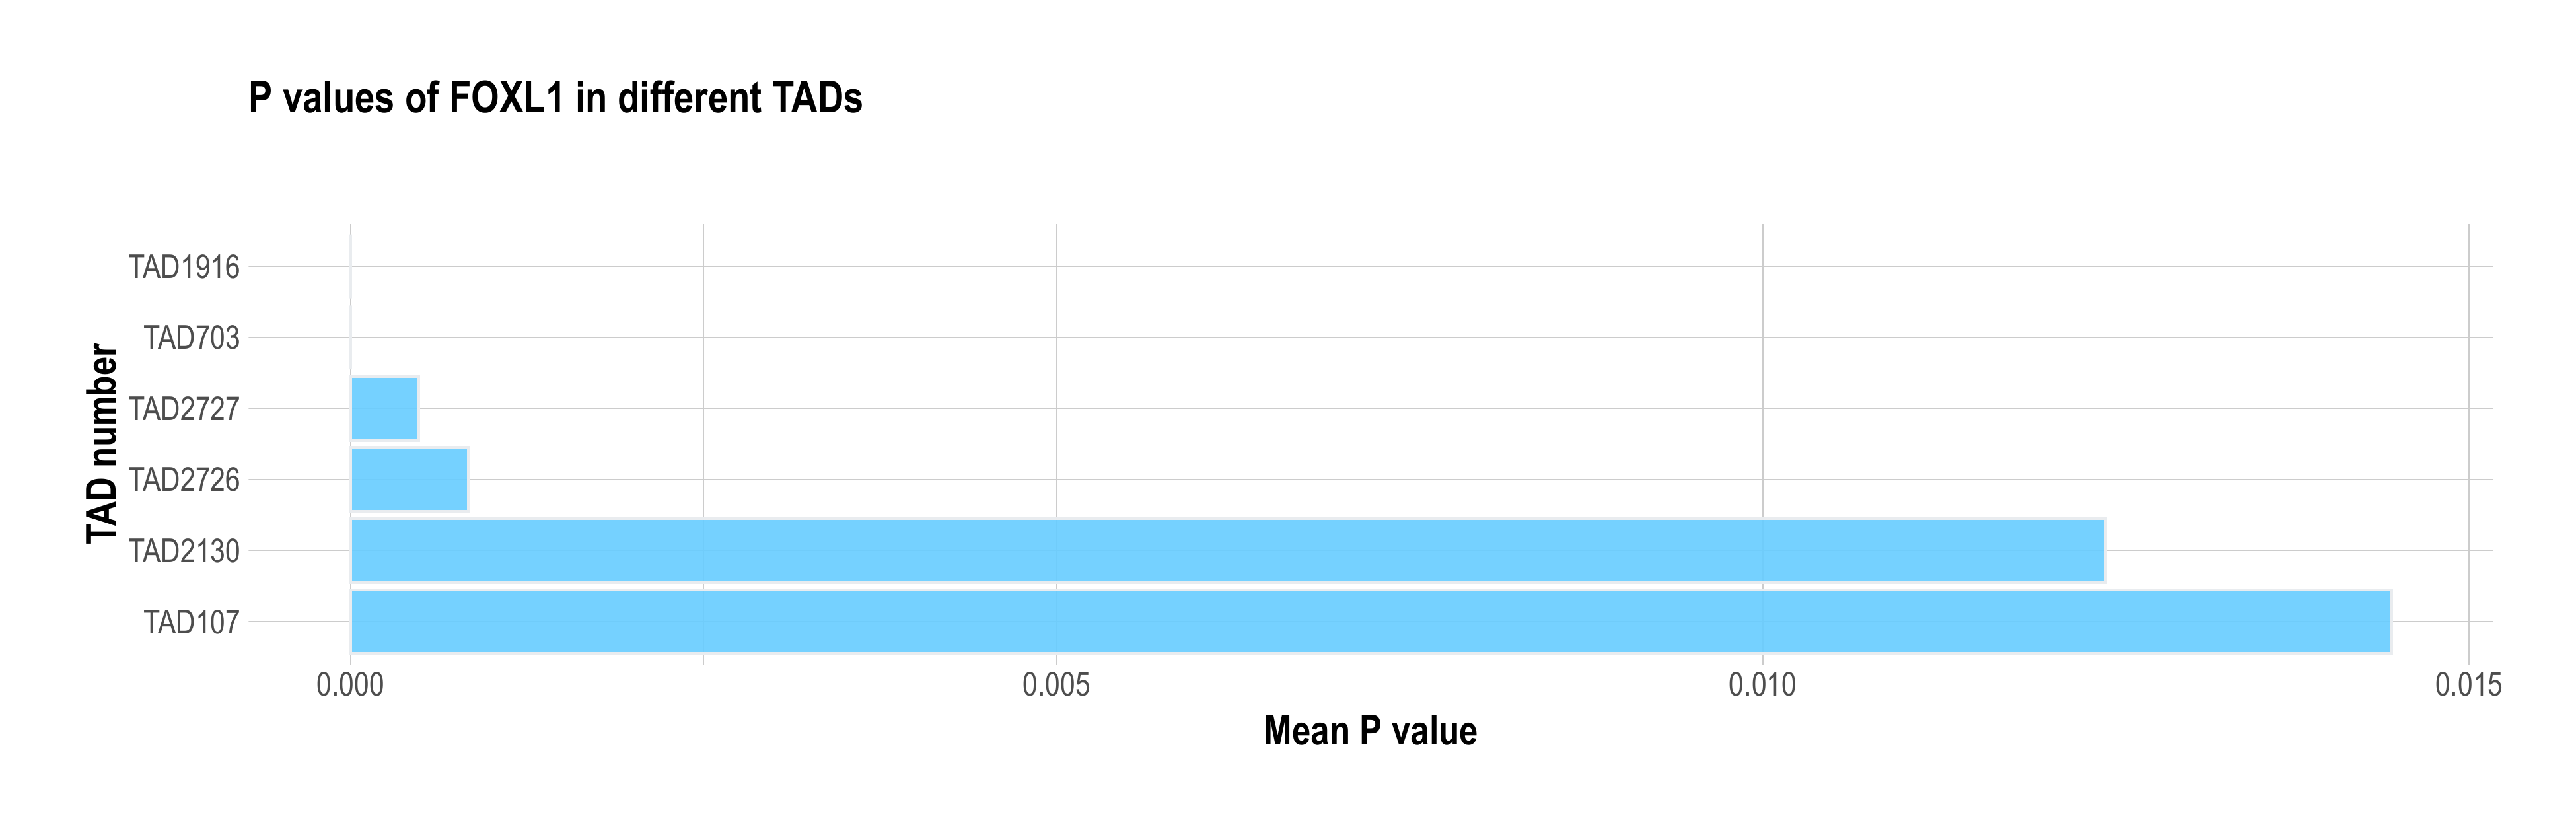 P values of FOXL1 in different TADs
TAD number
TAD1916
TAD703
TAD2727
TAD2726
TAD2130
TAD107
0.000 0.005 0.010 0.015
Mean P value